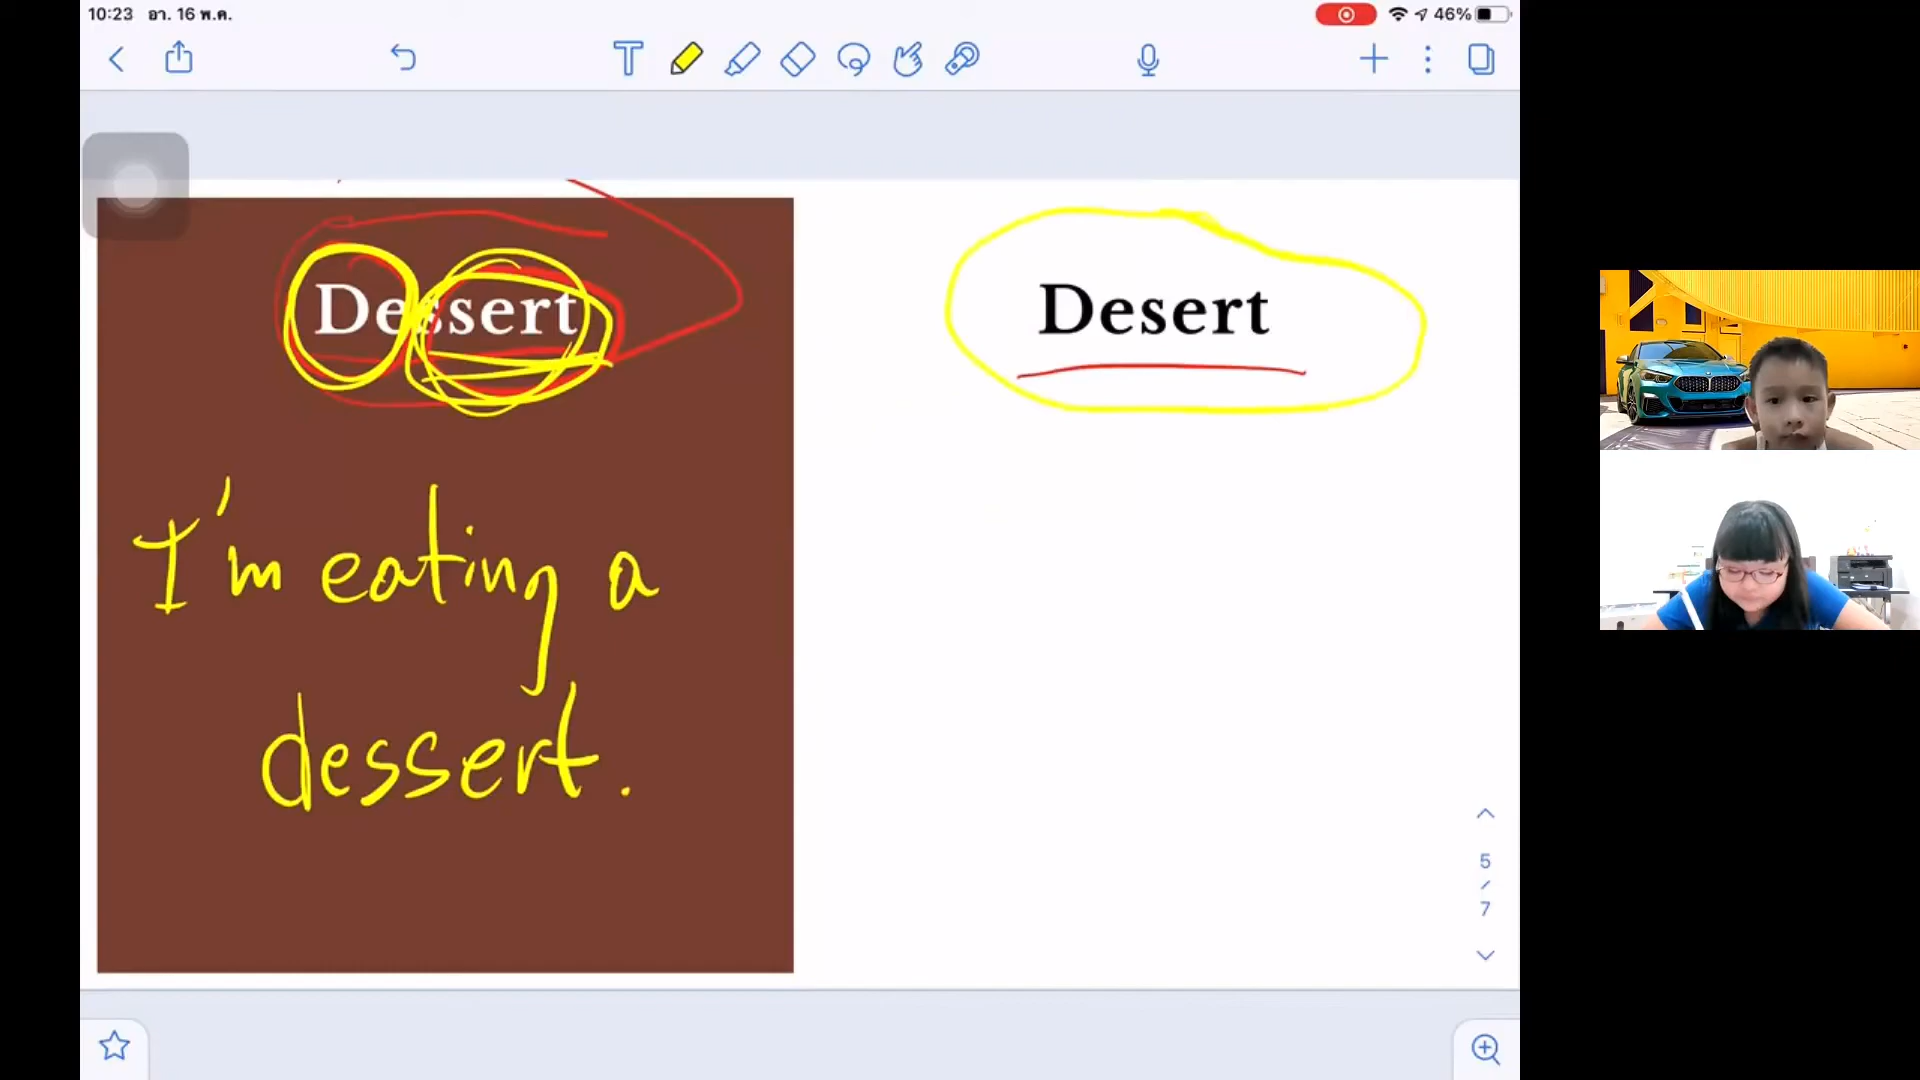 10:23 อา. 16 พ.ค.
46%
Dessert
Desert
I'm eating a
dessert.
5
/
7